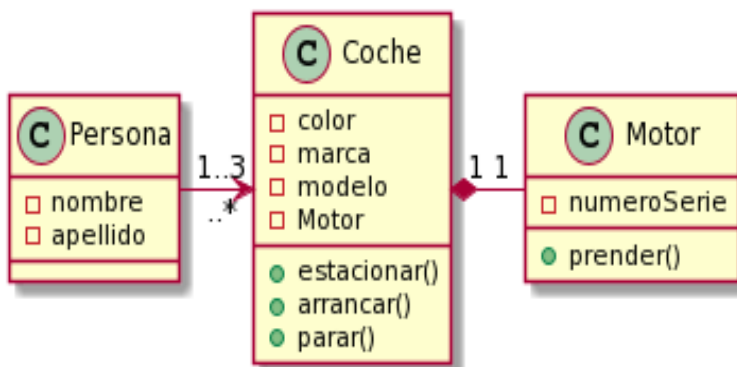 C Persona
nombre
apellido
1..3
..*
C Coche
color
marca
modelo
Motor
estacionar()
arrancar()
parar()
1 1
C Motor
numeroSerie
prender()